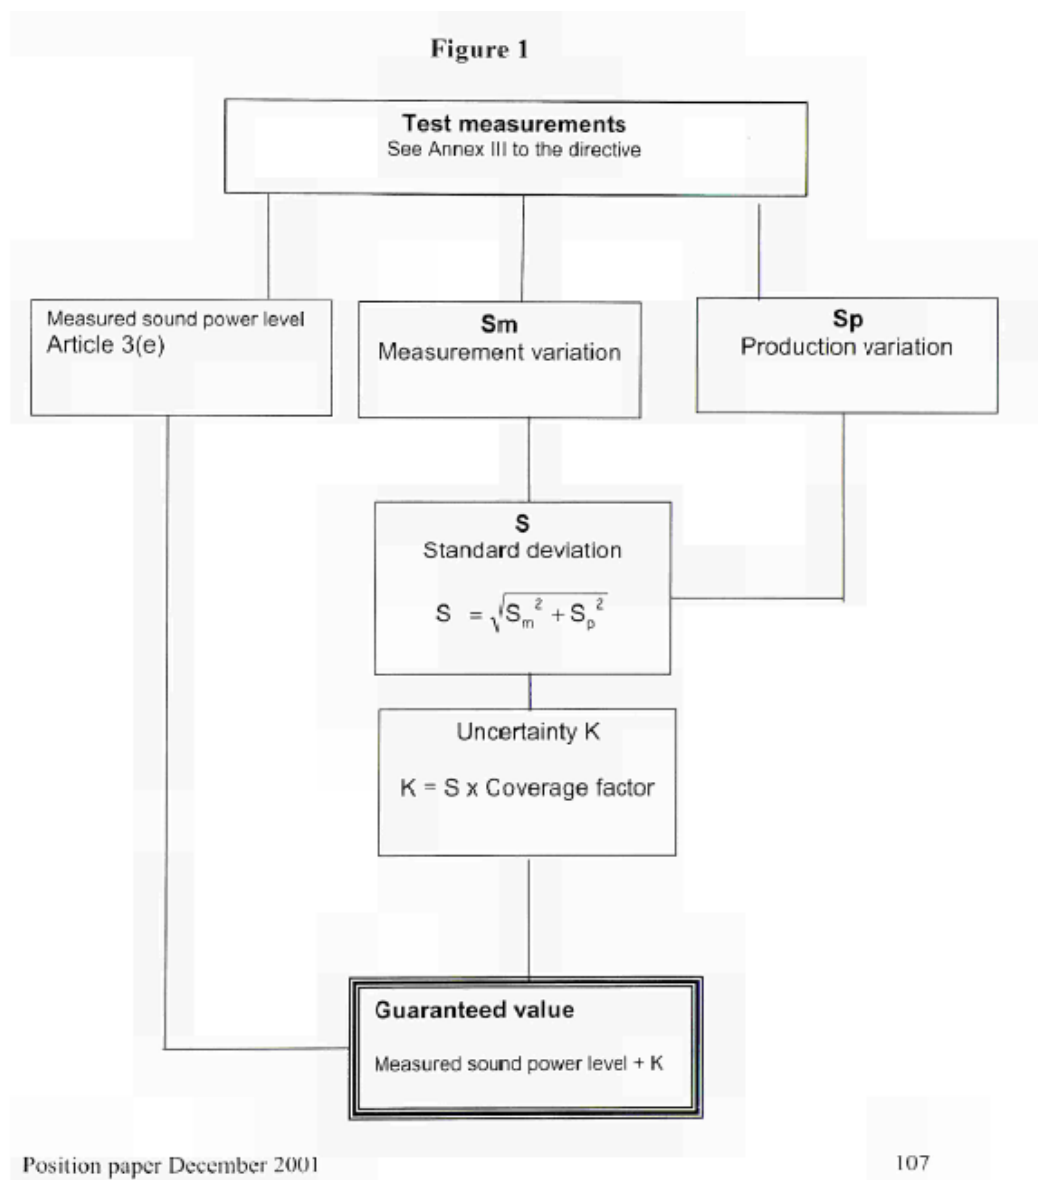 Figure 1
Test measurements
See Annex III to the directive
Measured sound power level
Article 3(e)
Sm
Measurement variation
Sp
Production variation
S
Standard deviation
S = √Sm² + Sp²
Uncertainty K
K = S x Coverage factor
Guaranteed value
Measured sound power level + K
Position paper December 2001
107